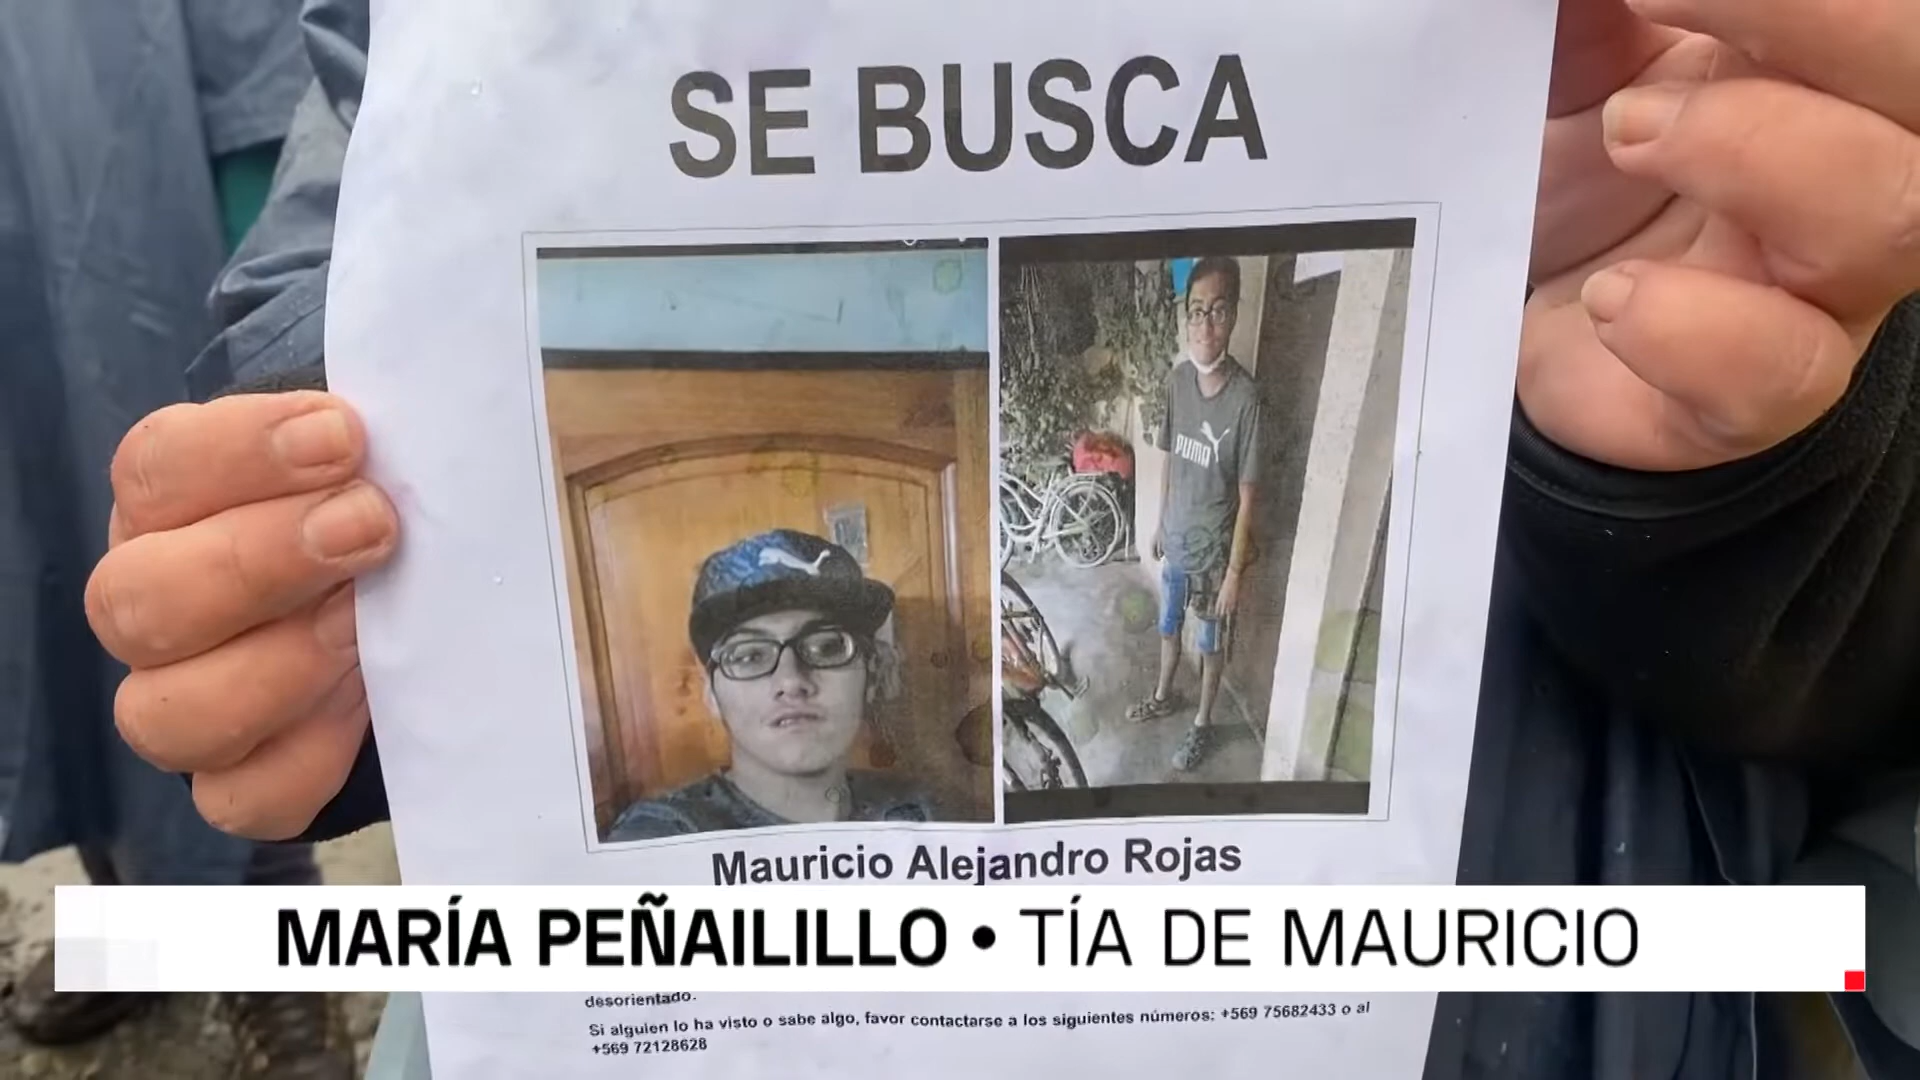 SE BUSCA
PUMA
Mauricio Alejandro Rojas
MARÍA PEÑAILILLO • TÍA DE MAURICIO
desorientado.
Si alguien lo ha visto o sabe algo, favor contactarse a los siguientes números: +569 75682433 o al
+569 72128628